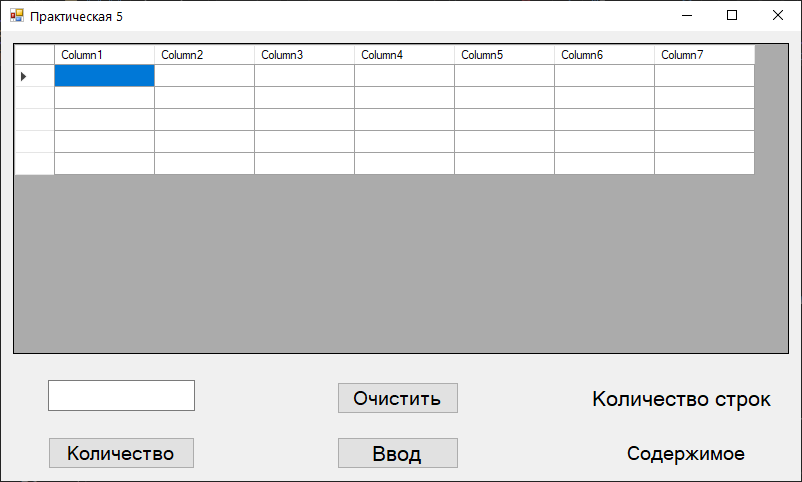 Практическая 5
Column1 Column2 Column3 Column4 Column5 Column6 Column7
Очистить Количество строк
Количество Ввод Содержимое